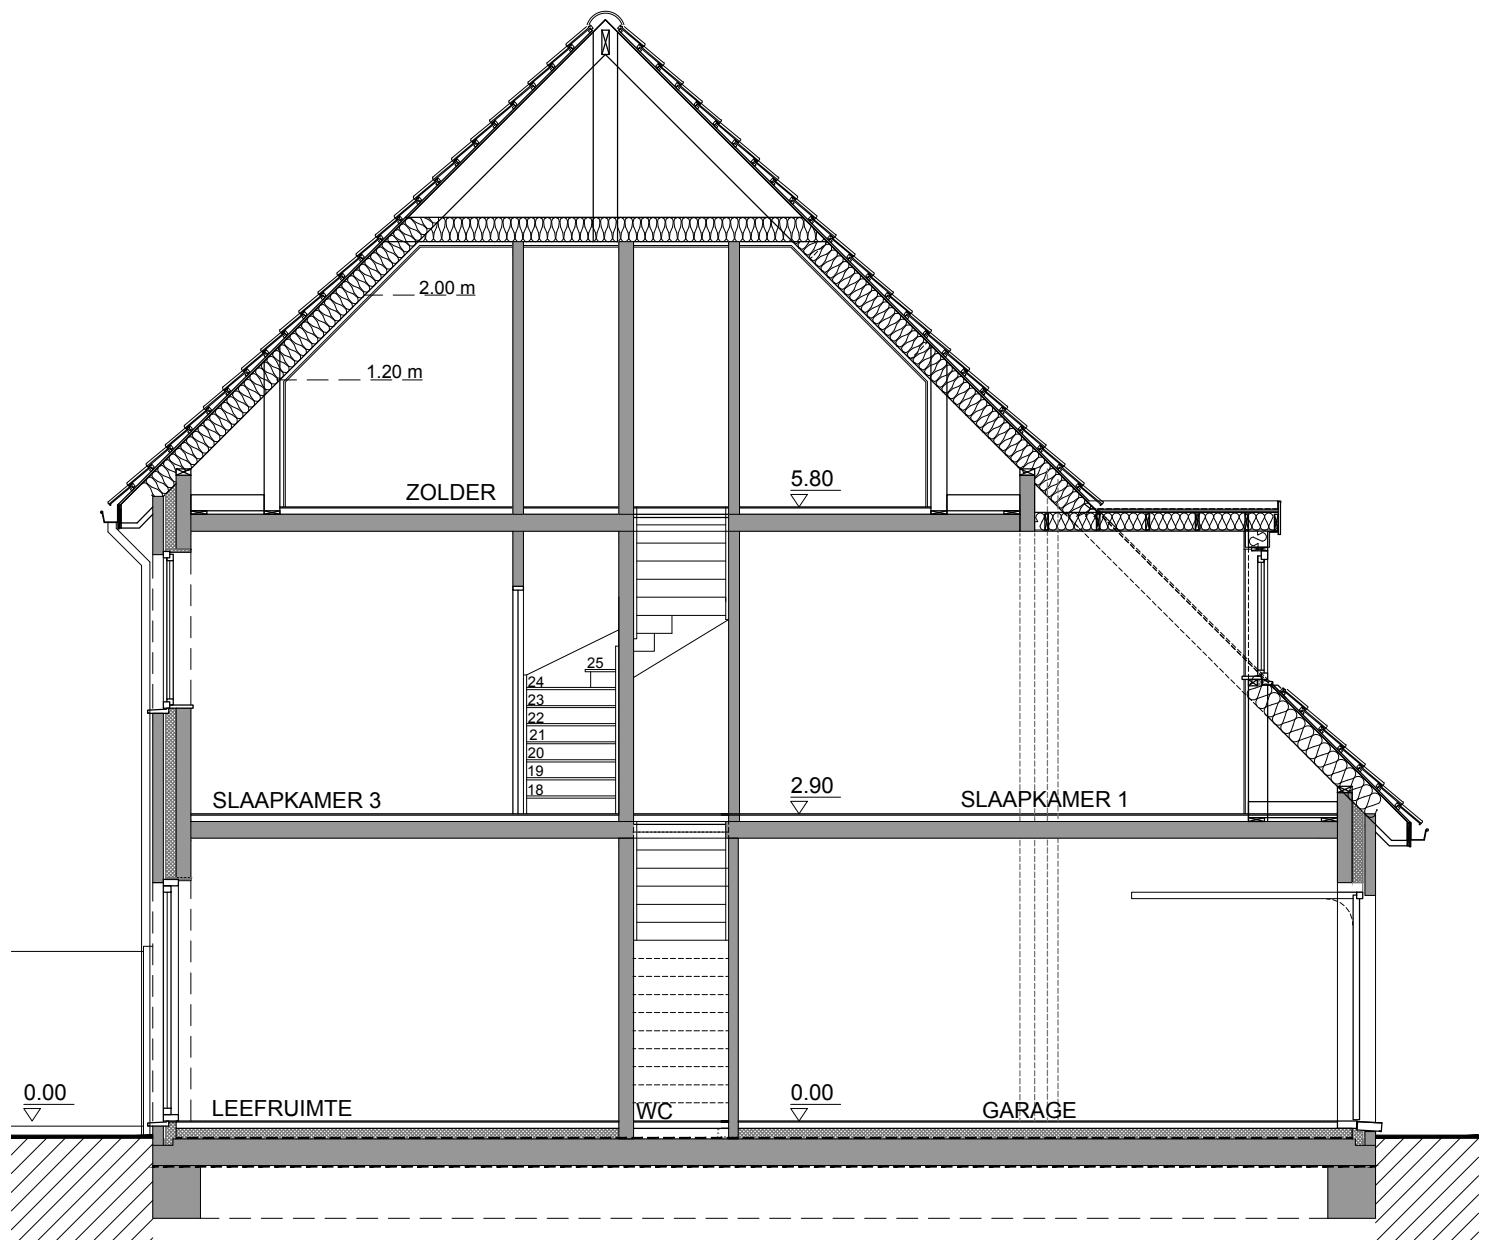 2.00 m
1.20 m
ZOLDER
5.80
25
24
23
22
21
20
19
18
SLAAPKAMER 3
2.90
SLAAPKAMER 1
0.00
LEEFRUIMTE
WC
0.00
GARAGE